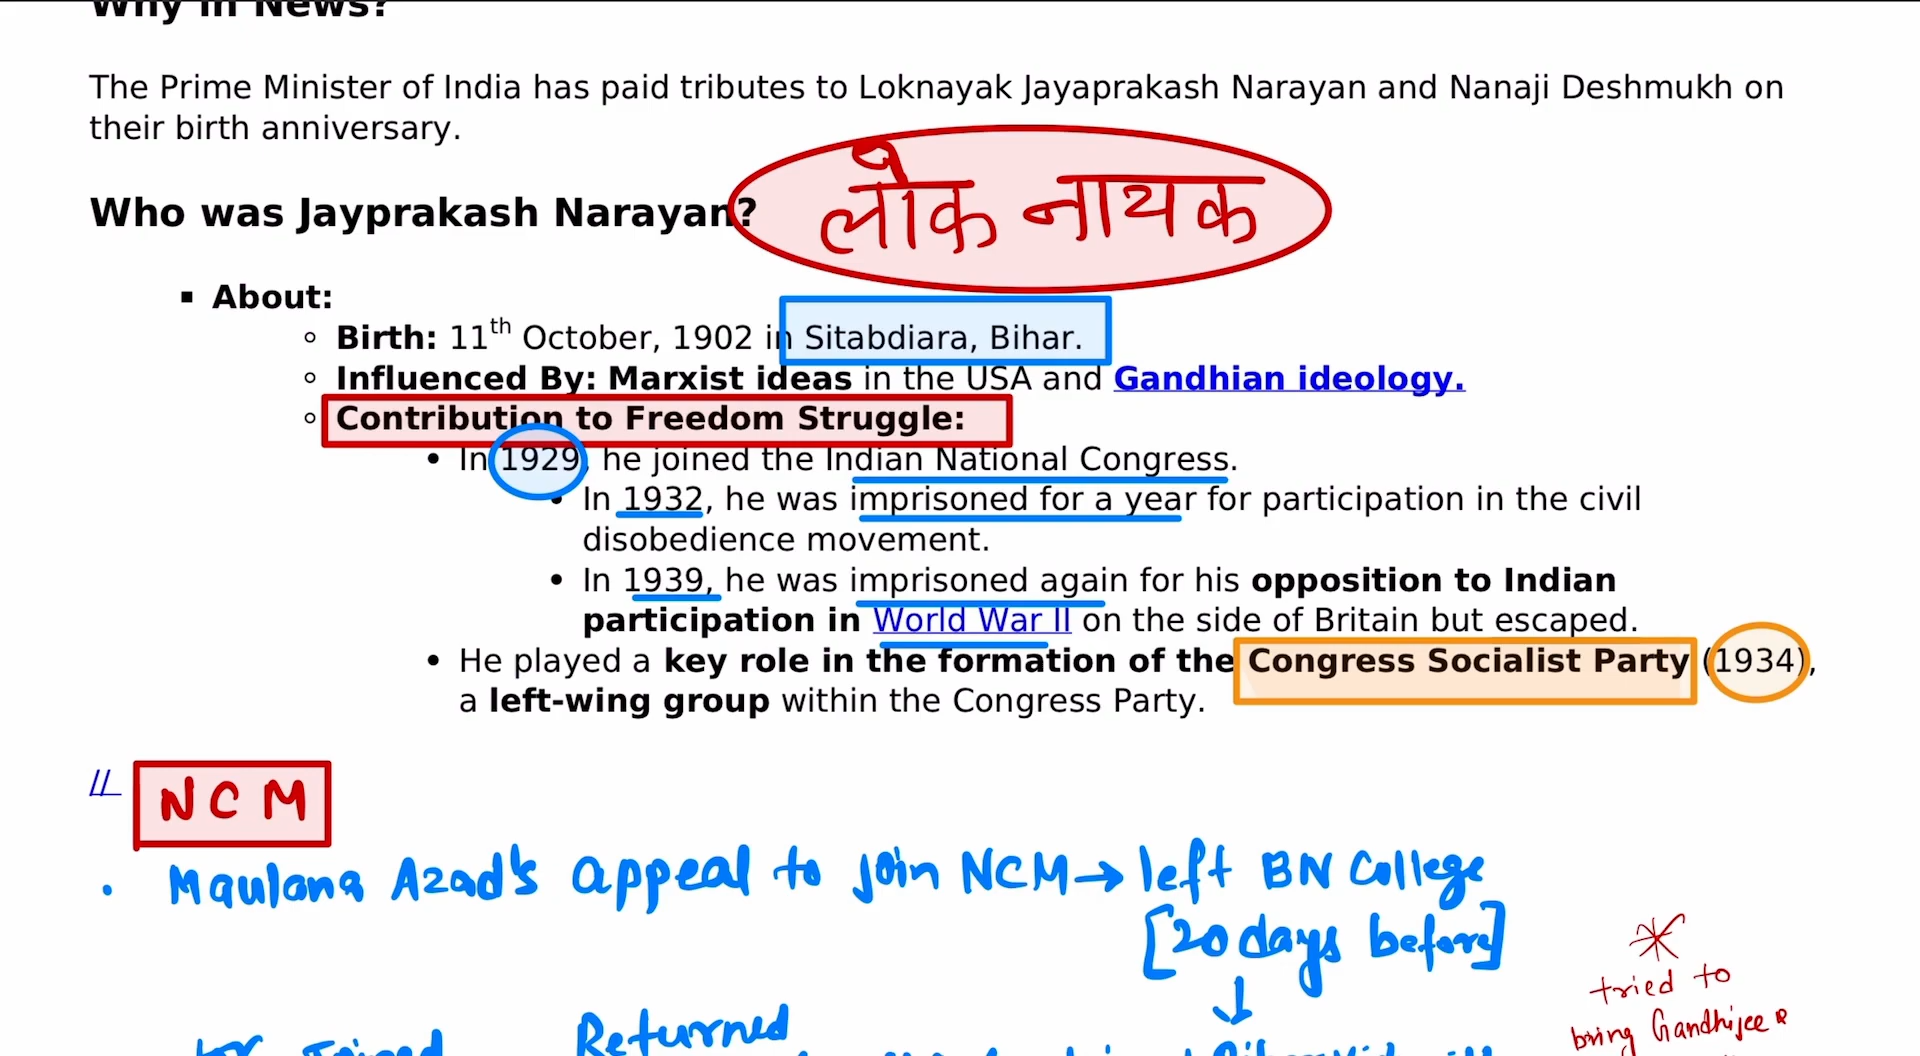 Why in News?
The Prime Minister of India has paid tributes to Loknayak Jayaprakash Narayan and Nanaji Deshmukh on
their birth anniversary.
लोक नायक
Who was Jayprakash Narayan?
▪ About:
○ Birth: 11th October, 1902 in Sitabdiara, Bihar.
○ Influenced By: Marxist ideas in the USA and Gandhian ideology.
○ Contribution to Freedom Struggle:
• In 1929, he joined the Indian National Congress.
• In 1932, he was imprisoned for a year for participation in the civil
disobedience movement.
• In 1939, he was imprisoned again for his opposition to Indian
participation in World War II on the side of Britain but escaped.
• He played a key role in the formation of the Congress Socialist Party (1934),
a left-wing group within the Congress Party.
//
NCM
• Maulana Azad's appeal to join NCM → left BN College
[20 days before]
tried to
bring Gandhijee &
Returned
Joined